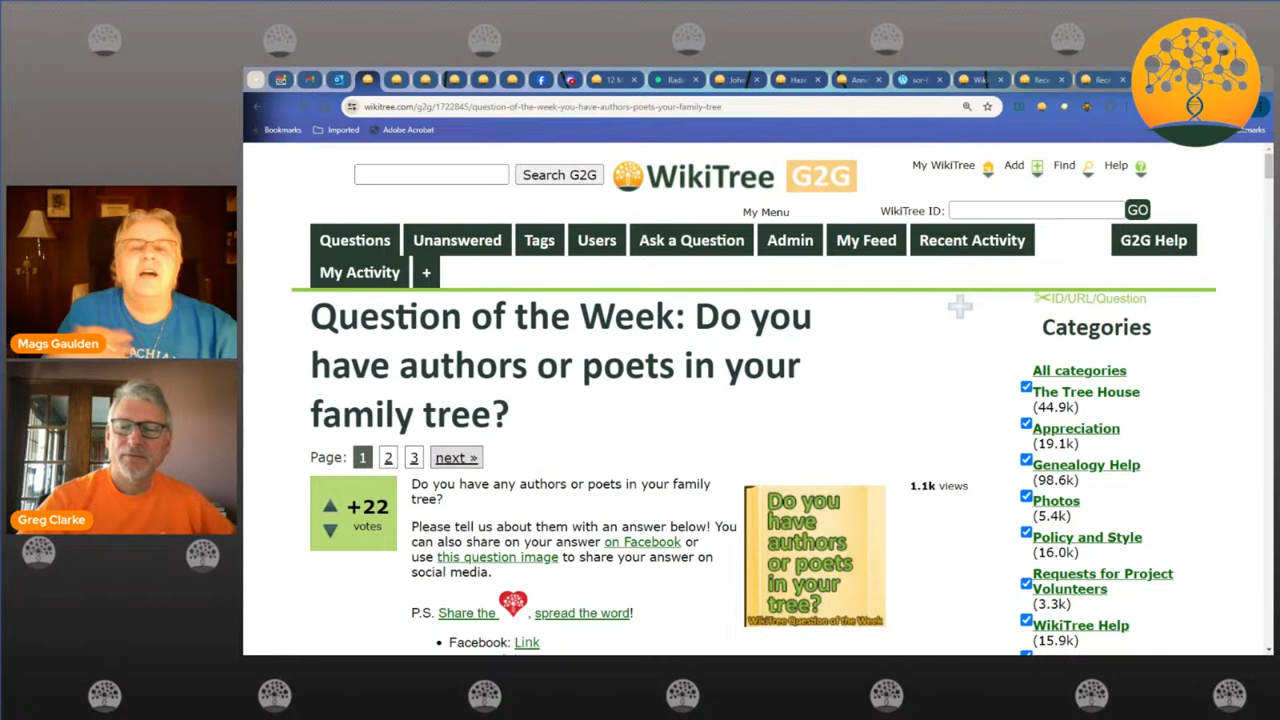 12 M
Radi
Joh
Haze
Ann
sor-l
Wik
Rece
Rece
wikitree.com/g2g/1722845/question-of-the-week-you-have-authors-poets-your-family-tree
Bookmarks
Imported
Adobe Acrobat
Search G2G
WikiTree G2G
My WikiTree
Add
Find
Help
My Menu
WikiTree ID:
GO
Questions
Unanswered
Tags
Users
Ask a Question
Admin
My Feed
Recent Activity
G2G Help
My Activity
+
Question of the Week: Do you
have authors or poets in your
family tree?
Page: 1 2 3 next »
+22
votes
Do you have any authors or poets in your family
tree?
Please tell us about them with an answer below! You
can also share on your answer on Facebook or
use this question image to share your answer on
social media.
P.S. Share the , spread the word!
• Facebook: Link
Do you
have
authors
or poets
in your
tree?
WikiTree Question of the Week
1.1k views
ID/URL/Question
Categories
All categories
The Tree House
(44.9k)
Appreciation
(19.1k)
Genealogy Help
(98.6k)
Photos
(5.4k)
Policy and Style
(16.0k)
Requests for Project
Volunteers
(3.3k)
WikiTree Help
(15.9k)
Mags Gaulden
Greg Clarke